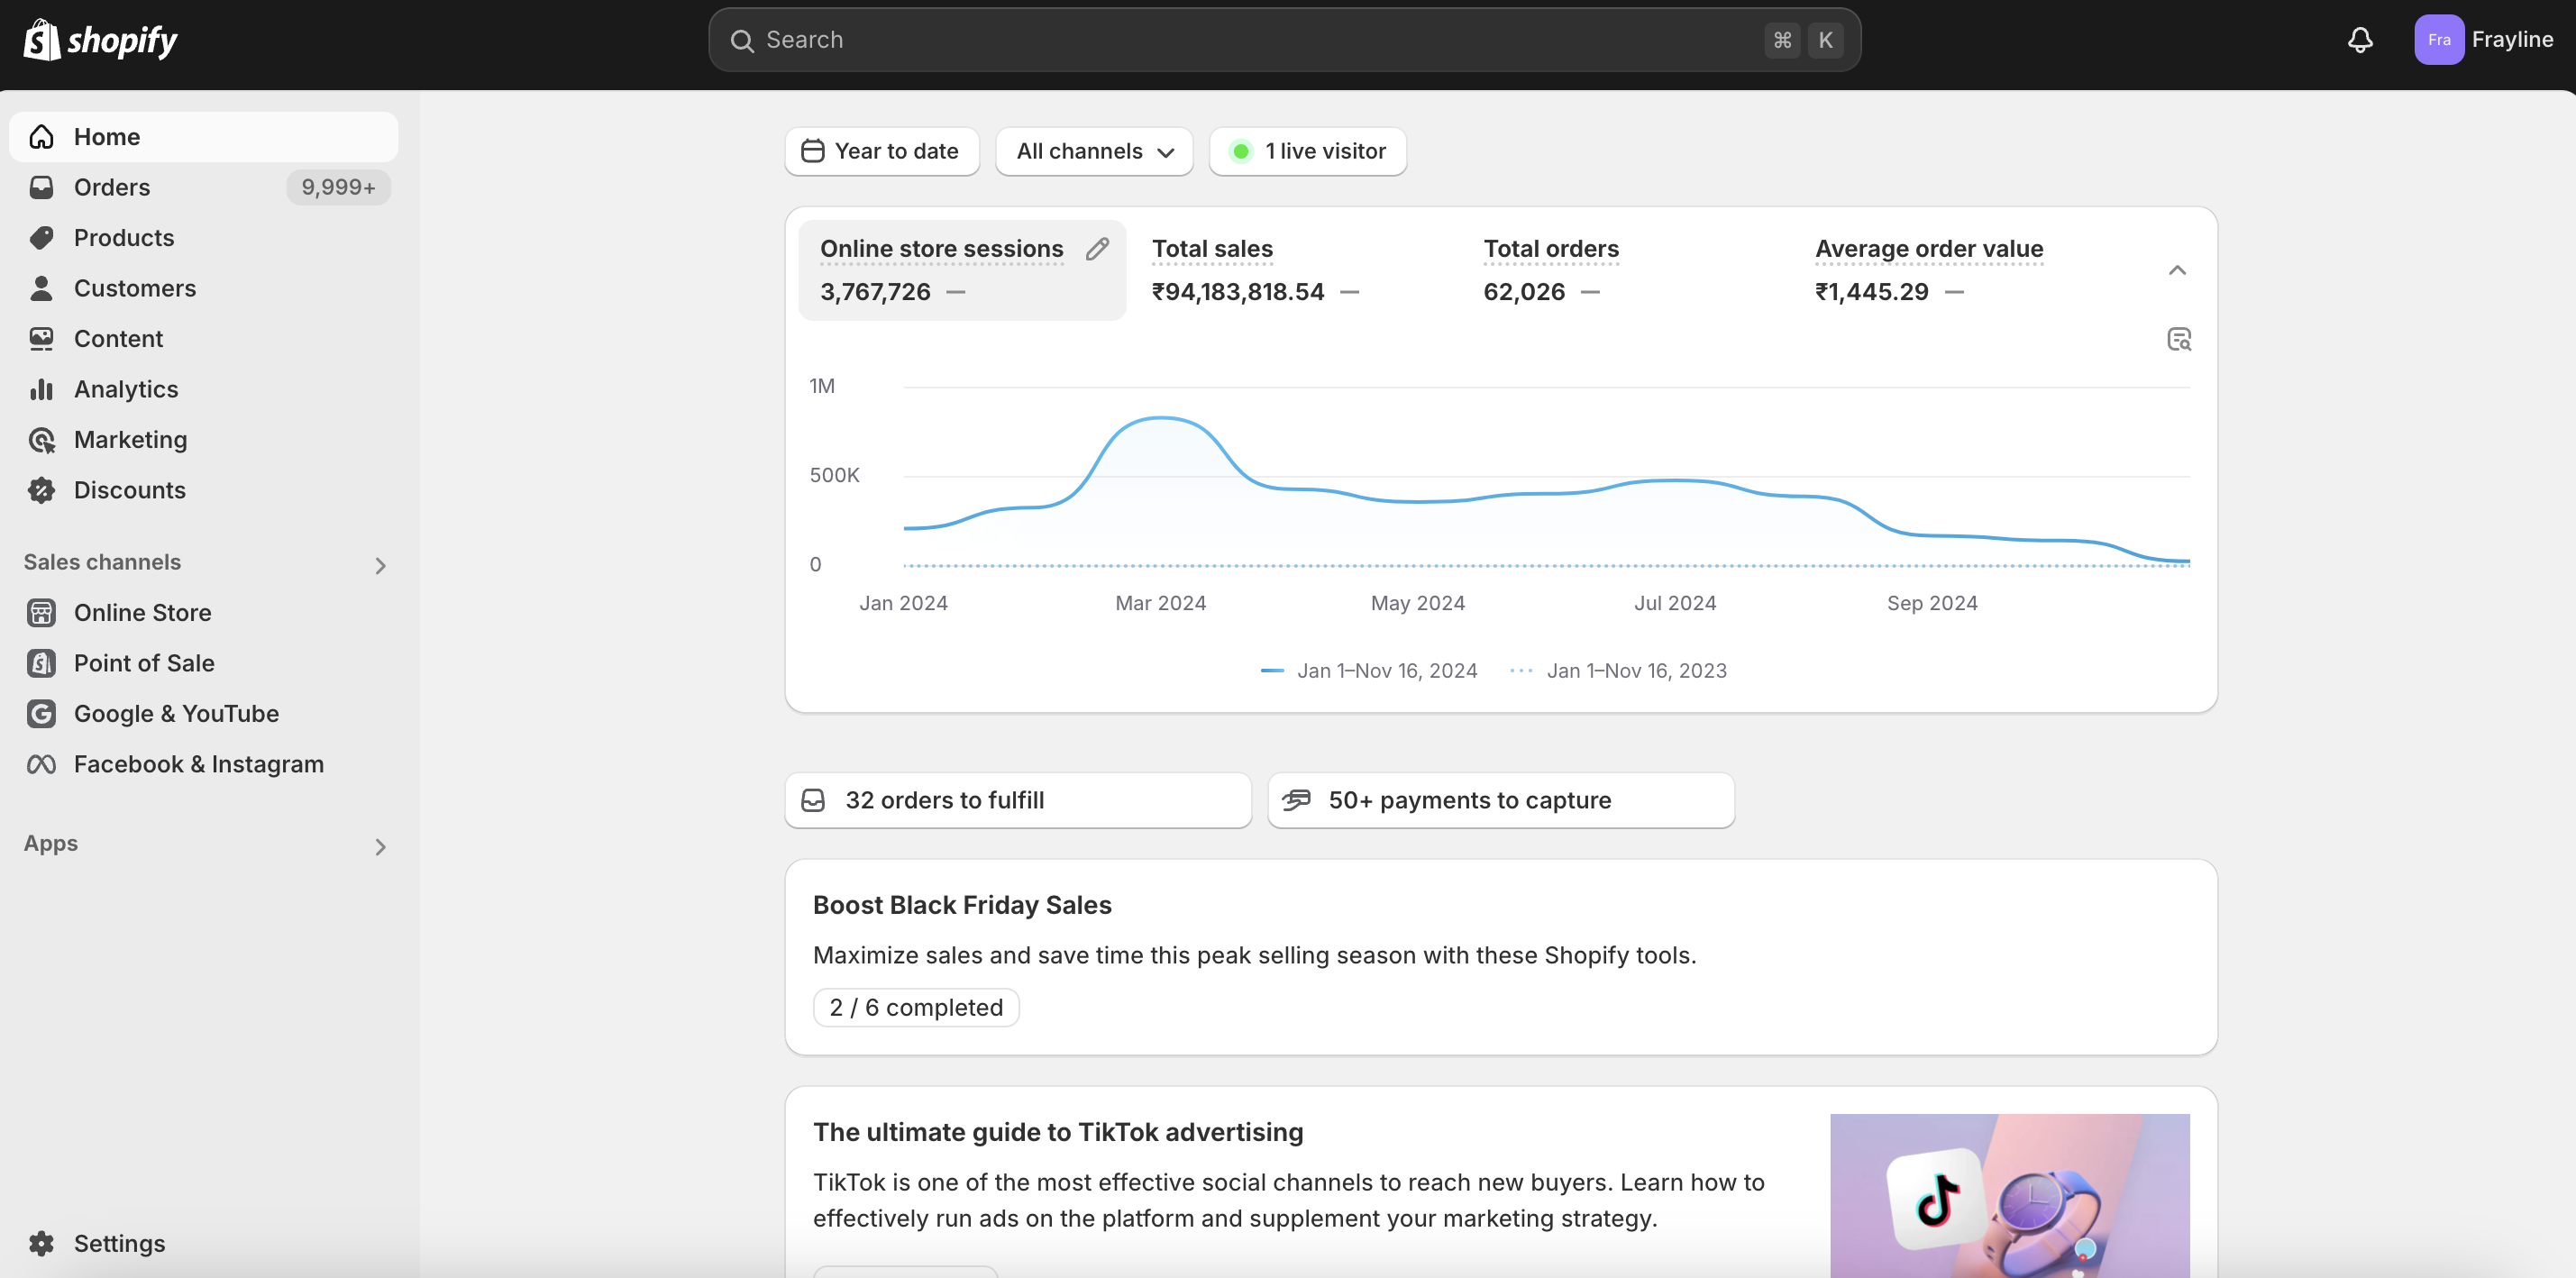 shopify
Search
⌘ K
Fra Frayline
Home
Orders 9,999+
Products
Customers
Content
Analytics
Marketing
Discounts
Sales channels
Online Store
Point of Sale
Google & YouTube
Facebook & Instagram
Apps
Settings
Year to date All channels 1 live visitor
Online store sessions Total sales Total orders Average order value
3,767,726 — ₹94,183,818.54 — 62,026 — ₹1,445.29 —
1M
500K
0
Jan 2024 Mar 2024 May 2024 Jul 2024 Sep 2024
Jan 1–Nov 16, 2024 Jan 1–Nov 16, 2023
32 orders to fulfill 50+ payments to capture
Boost Black Friday Sales
Maximize sales and save time this peak selling season with these Shopify tools.
2 / 6 completed
The ultimate guide to TikTok advertising
TikTok is one of the most effective social channels to reach new buyers. Learn how to
effectively run ads on the platform and supplement your marketing strategy.